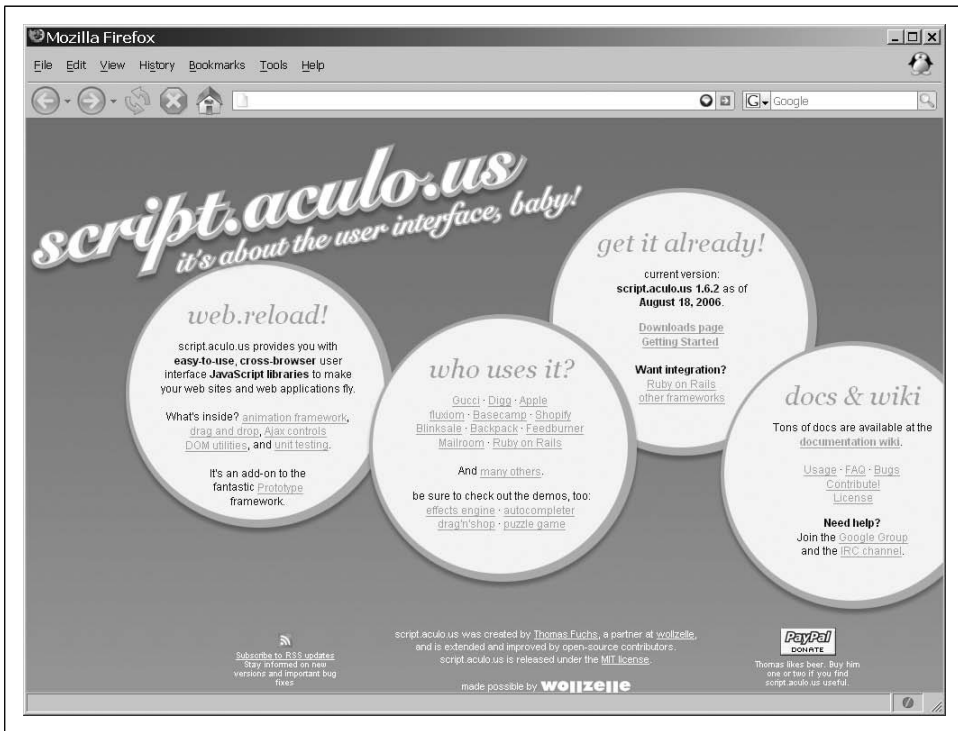 Mozilla Firefox
File Edit View History Bookmarks Tools Help
G Google
script.aculo.us
it's about the user interface, baby!
web.reload!
script.aculo.us provides you with
easy-to-use, cross-browser user
interface JavaScript libraries to make
your web sites and web applications fly.
What's inside? animation framework,
drag and drop, Ajax controls
DOM utilities, and unit testing.
It's an add-on to the
fantastic Prototype
framework.
who uses it?
Gucci · Digg · Apple
fluxiom · Basecamp · Shopify
Blinksale · Backpack · Feedburner
Mailroom · Ruby on Rails
And many others.
be sure to check out the demos, too:
effects engine · autocompleter
drag'n'shop · puzzle game
get it already!
current version:
script.aculo.us 1.6.2 as of
August 18, 2006.
Downloads page
Getting Started
Want integration?
Ruby on Rails
other frameworks
docs & wiki
Tons of docs are available at the
documentation wiki.
Usage · FAQ · Bugs
Contribute!
License
Need help?
Join the Google Group
and the IRC channel.
Subscribe to RSS updates
Stay informed on new
versions and important bug
fixes
script.aculo.us was created by Thomas Fuchs, a partner at wollzelle,
and is extended and improved by open-source contributors.
script.aculo.us is released under the MIT license.
made possible by wollzelle
PayPal
DONATE
Thomas likes beer. Buy him
one or two if you find
script.aculo.us useful.